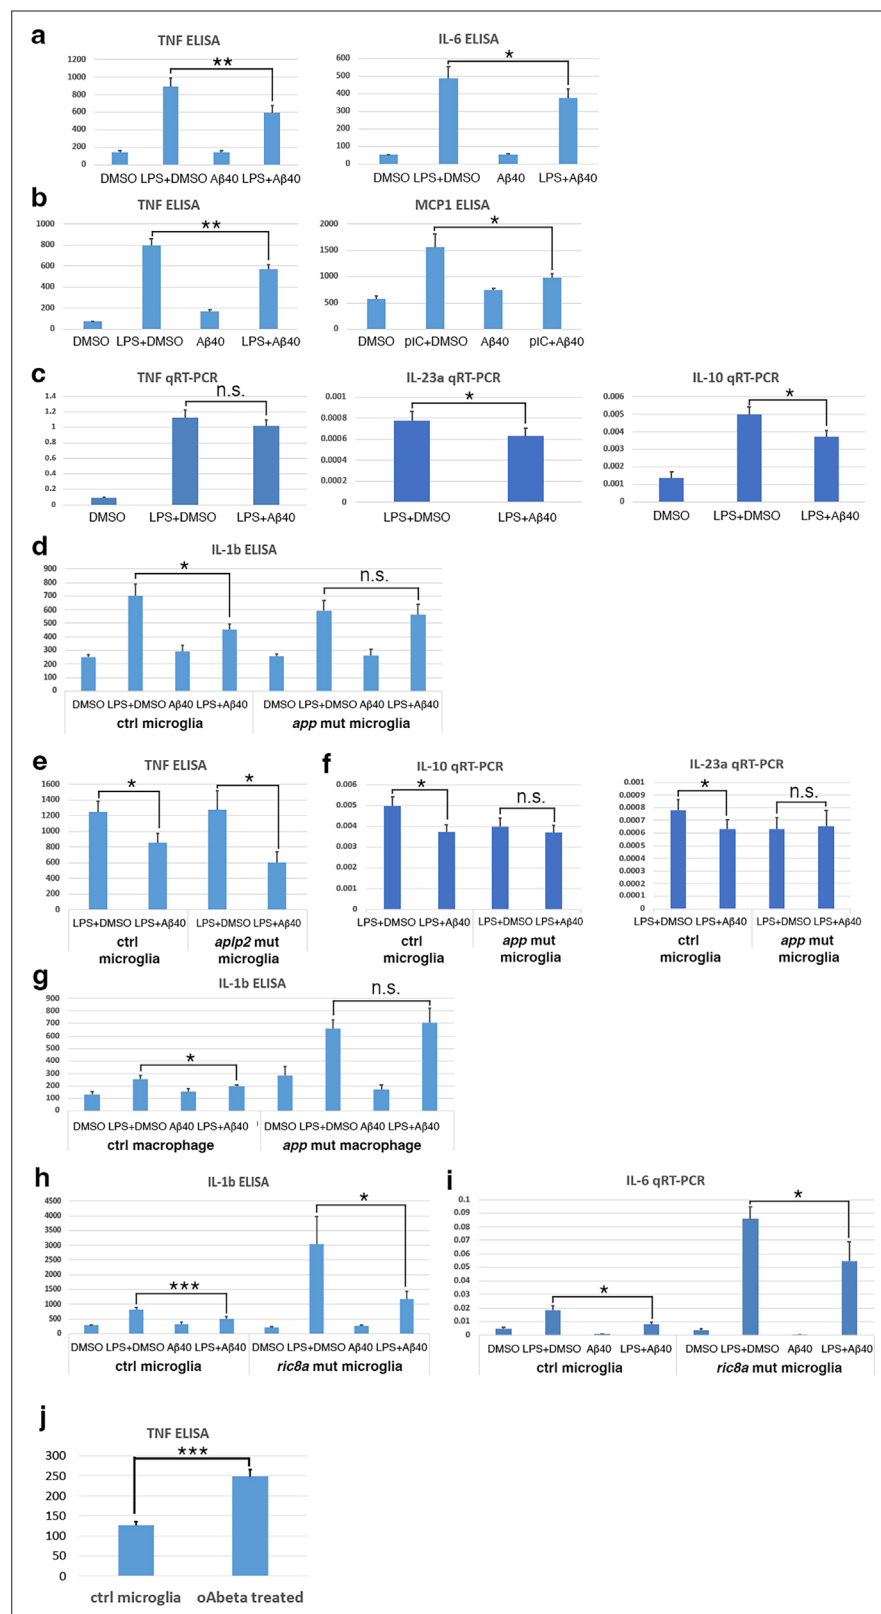 a
TNF ELISA
IL-6 ELISA
1200
1000
800
600
400
200
0
**
DMSO LPS+DMSO Aβ40 LPS+Aβ40
600
500
400
300
200
100
0
*
DMSO LPS+DMSO Aβ40 LPS+Aβ40
b
TNF ELISA
MCP1 ELISA
1000
800
600
400
200
0
**
DMSO LPS+DMSO Aβ40 LPS+Aβ40
2000
1500
1000
500
0
*
DMSO pIC+DMSO Aβ40 pIC+Aβ40
c
TNF qRT-PCR
IL-23a qRT-PCR
IL-10 qRT-PCR
1.4
1.2
1
0.8
0.6
0.4
0.2
0
n.s.
DMSO LPS+DMSO LPS+Aβ40
0.001
0.0008
0.0006
0.0004
0.0002
0
*
LPS+DMSO LPS+Aβ40
0.006
0.005
0.004
0.003
0.002
0.001
0
*
DMSO LPS+DMSO LPS+Aβ40
d
IL-1b ELISA
900
800
700
600
500
400
300
200
100
0
*
n.s.
DMSO LPS+DMSO Aβ40 LPS+Aβ40 DMSO LPS+DMSO Aβ40 LPS+Aβ40
ctrl microglia app mut microglia
e
TNF ELISA
1600
1400
1200
1000
800
600
400
200
0
*
*
LPS+DMSO LPS+Aβ40 LPS+DMSO LPS+Aβ40
ctrl aplp2 mut
microglia microglia
f
IL-10 qRT-PCR
IL-23a qRT-PCR
0.006
0.005
0.004
0.003
0.002
0.001
0
*
n.s.
LPS+DMSO LPS+Aβ40 LPS+DMSO LPS+Aβ40
ctrl app mut
microglia microglia
0.001
0.0009
0.0008
0.0007
0.0006
0.0005
0.0004
0.0003
0.0002
0.0001
0
*
n.s.
LPS+DMSO LPS+Aβ40 LPS+DMSO LPS+Aβ40
ctrl app mut
microglia microglia
g
IL-1b ELISA
900
800
700
600
500
400
300
200
100
0
*
n.s.
DMSO LPS+DMSO Aβ40 LPS+Aβ40 DMSO LPS+DMSO Aβ40 LPS+Aβ40
ctrl macrophage app mut macrophage
h
IL-1b ELISA
4500
4000
3500
3000
2500
2000
1500
1000
500
0
***
*
DMSO LPS+DMSO Aβ40 LPS+Aβ40 DMSO LPS+DMSO Aβ40 LPS+Aβ40
ctrl microglia ric8a mut microglia
i
IL-6 qRT-PCR
0.1
0.09
0.08
0.07
0.06
0.05
0.04
0.03
0.02
0.01
0
*
*
DMSO LPS+DMSO Aβ40 LPS+Aβ40 DMSO LPS+DMSO Aβ40 LPS+Aβ40
ctrl microglia ric8a mut microglia
j
TNF ELISA
300
250
200
150
100
50
0
***
ctrl microglia oAbeta treated